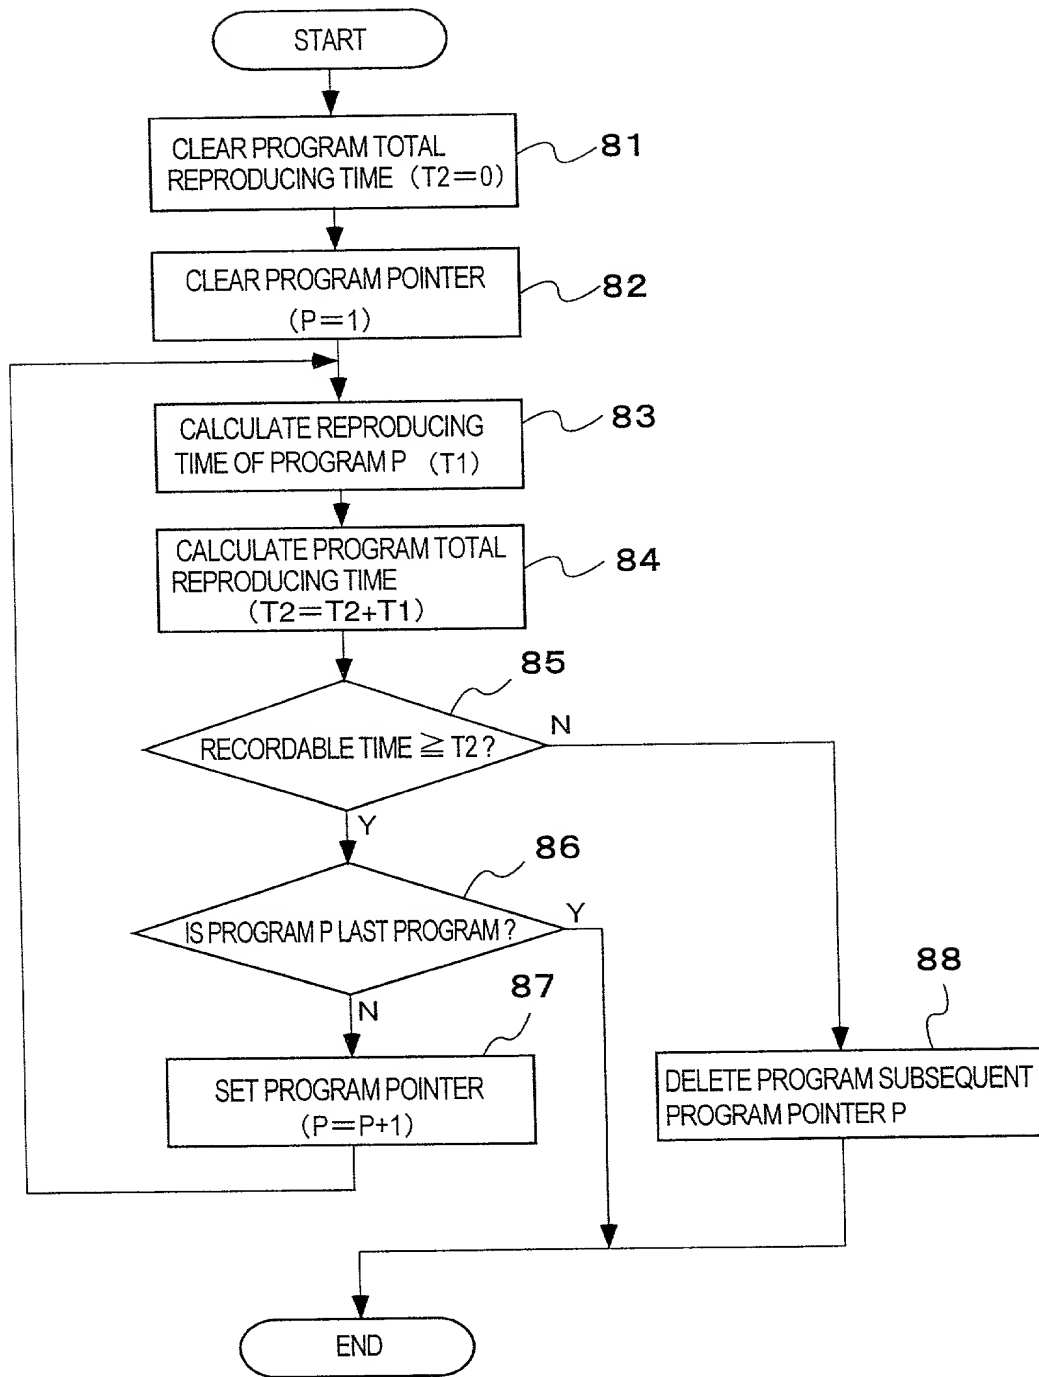 START
CLEAR PROGRAM TOTAL
REPRODUCING TIME (T2=0)
81
CLEAR PROGRAM POINTER
(P=1)
82
CALCULATE REPRODUCING
TIME OF PROGRAM P (T1)
83
CALCULATE PROGRAM TOTAL
REPRODUCING TIME
(T2=T2+T1)
84
85
RECORDABLE TIME ≧ T2?
N
Y
86
IS PROGRAM P LAST PROGRAM?
Y
N
87
SET PROGRAM POINTER
(P=P+1)
88
DELETE PROGRAM SUBSEQUENT
PROGRAM POINTER P
END